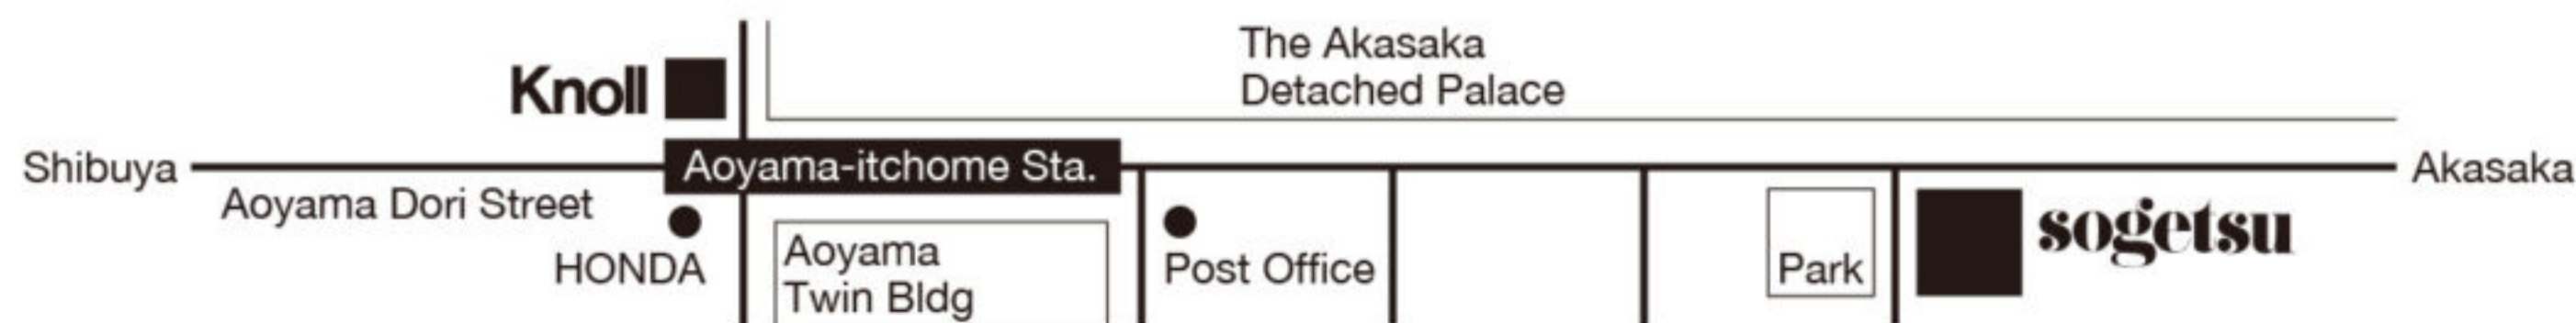 The Akasaka
Detached Palace
Knoll
Shibuya
Aoyama-itchome Sta.
Akasaka
Aoyama Dori Street
HONDA
Aoyama
Twin Bldg
Post Office
Park
sogetsu